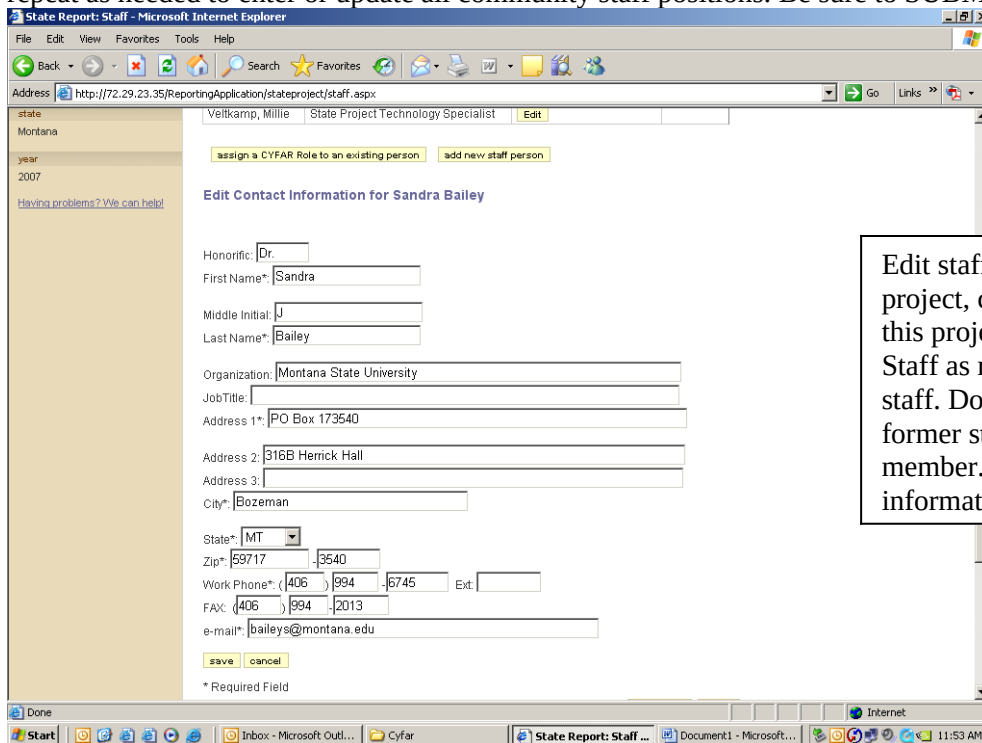 repeat as needed to enter or update all community staff positions. Be sure to SUBM
State Report: Staff - Microsoft Internet Explorer
File Edit View Favorites Tools Help
Back Search Favorites
Address http://72.29.23.35/ReportingApplication/stateproject/staff.aspx Go Links »
state
Montana
year
2007
Having problems? We can help!
Veltkamp, Millie State Project Technology Specialist Edit
assign a CYFAR Role to an existing person add new staff person
Edit Contact Information for Sandra Bailey
Honorific: Dr.
First Name*: Sandra
Middle Initial: J
Last Name*: Bailey
Organization: Montana State University
JobTitle:
Address 1*: PO Box 173540
Address 2: 316B Herrick Hall
Address 3:
City*: Bozeman
State*: MT
Zip*: 59717 - 3540
Work Phone*: ( 406 ) 994 - 6745 Ext:
FAX: ( 406 ) 994 - 2013
e-mail*: baileys@montana.edu
save cancel
* Required Field
Edit staf
project,
this proj
Staff as
staff. Do
former s
member.
informat
Done Internet
Start Inbox - Microsoft Outl... Cyfar State Report: Staff ... Document1 - Microsoft... 11:53 AM